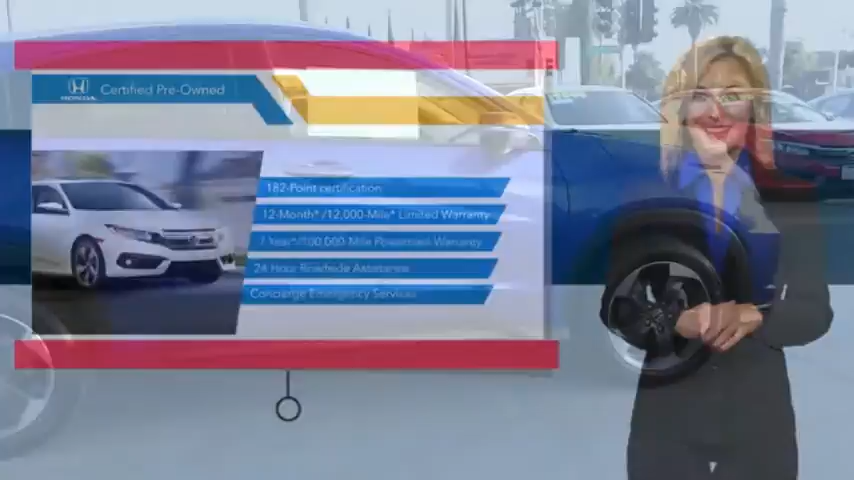 HONDA
Certified Pre-Owned
182-Point certification
12-Month* /12,000-Mile* Limited Warranty
7 Year*/100,000-Mile Powertrain Warranty
24 Hour Roadside Assistance
Concierge Emergency Services